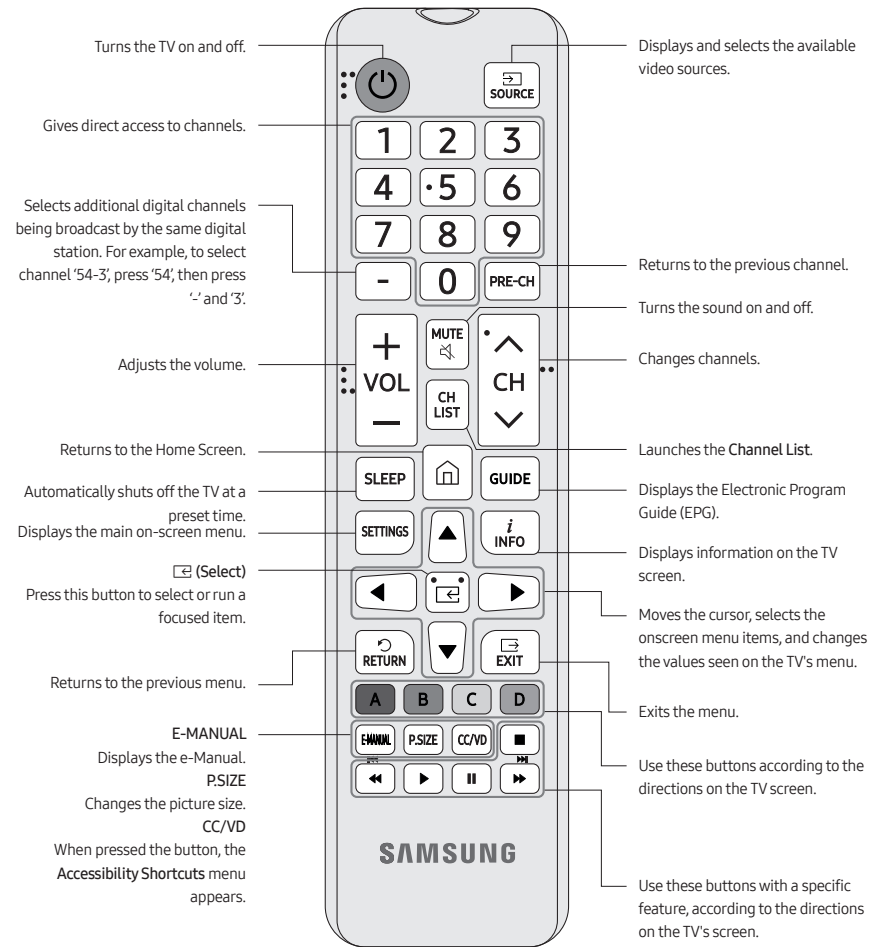 Turns the TV on and off.
Gives direct access to channels.
Selects additional digital channels
being broadcast by the same digital
station. For example, to select
channel ‘54-3’, press ‘54’, then press
‘-’ and ‘3’.
Adjusts the volume.
Returns to the Home Screen.
Automatically shuts off the TV at a
preset time.
Displays the main on-screen menu.
(Select)
Press this button to select or run a
focused item.
Returns to the previous menu.
E-MANUAL
Displays the e-Manual.
P.SIZE
Changes the picture size.
CC/VD
When pressed the button, the
Accessibility Shortcuts menu
appears.
SOURCE
1 2 3
4 5 6
7 8 9
- 0 PRE-CH
MUTE
VOL
CH
CH
LIST
SLEEP
GUIDE
SETTINGS
i
INFO
RETURN
EXIT
A B C D
E-MANUAL P.SIZE CC/VD
SAMSUNG
Displays and selects the available
video sources.
Returns to the previous channel.
Turns the sound on and off.
Changes channels.
Launches the Channel List.
Displays the Electronic Program
Guide (EPG).
Displays information on the TV
screen.
Moves the cursor, selects the
onscreen menu items, and changes
the values seen on the TV's menu.
Exits the menu.
Use these buttons according to the
directions on the TV screen.
Use these buttons with a specific
feature, according to the directions
on the TV's screen.